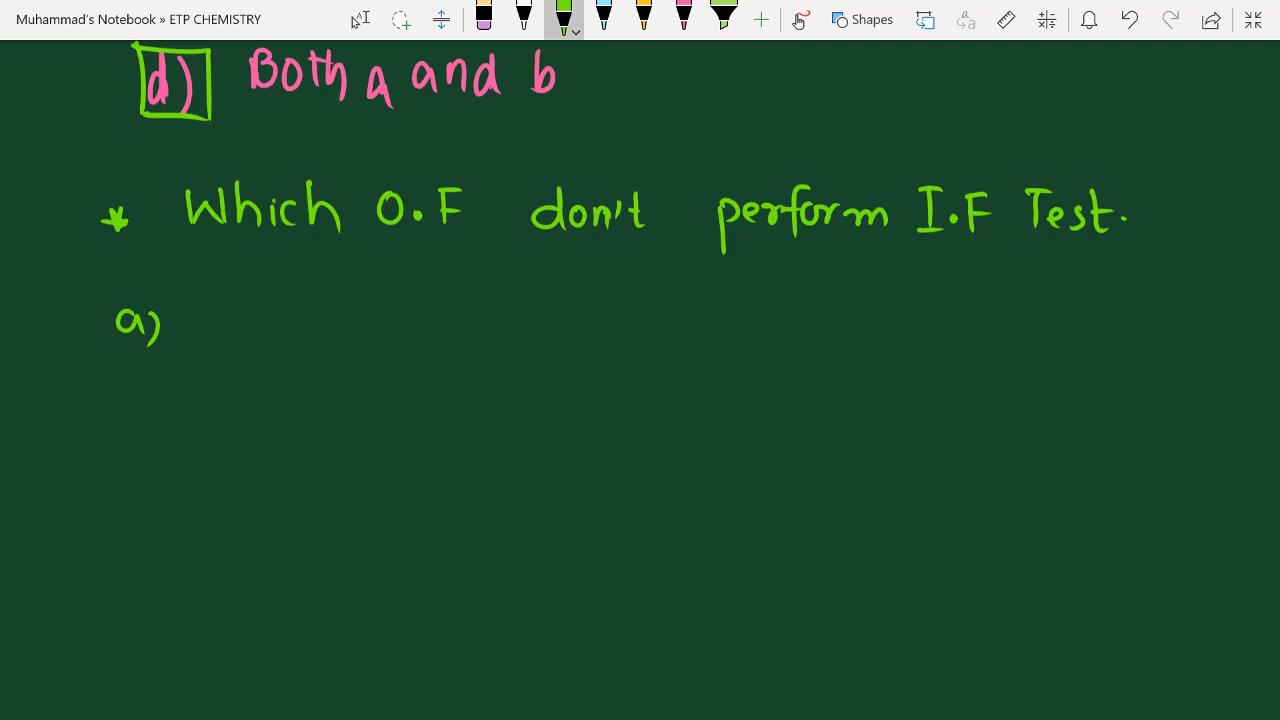 Muhammad's Notebook » ETP CHEMISTRY
Shapes
d) Both a and b
* Which O.F don't perform I.F Test.
a)